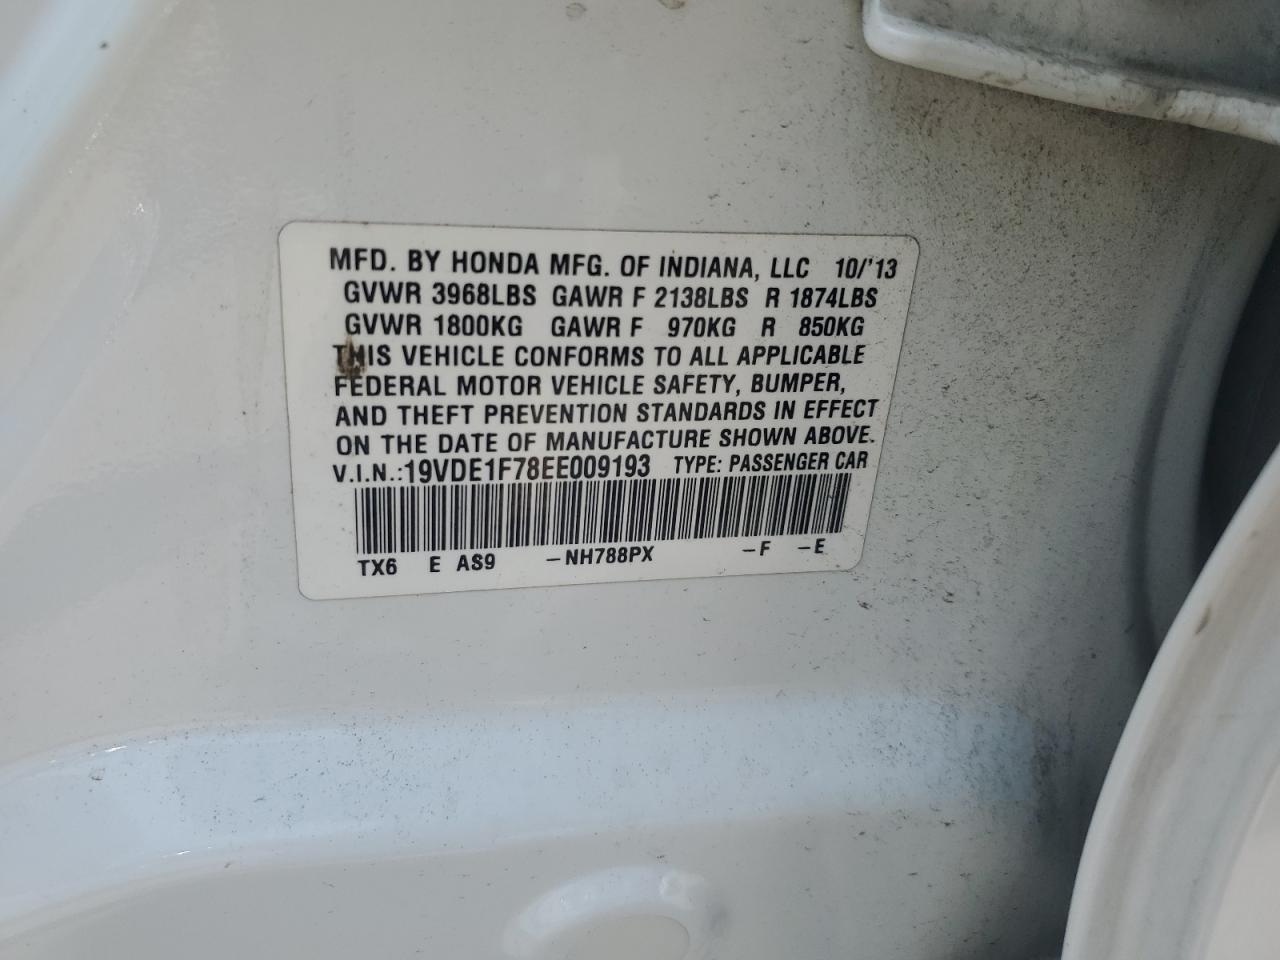 MFD. BY HONDA MFG. OF INDIANA, LLC 10/'13
GVWR 3968LBS GAWR F 2138LBS R 1874LBS
GVWR 1800KG GAWR F 970KG R 850KG
THIS VEHICLE CONFORMS TO ALL APPLICABLE
FEDERAL MOTOR VEHICLE SAFETY, BUMPER,
AND THEFT PREVENTION STANDARDS IN EFFECT
ON THE DATE OF MANUFACTURE SHOWN ABOVE.
V.I.N.:19VDE1F78EE009193 TYPE: PASSENGER CAR
TX6 E AS9 -NH788PX -F -E